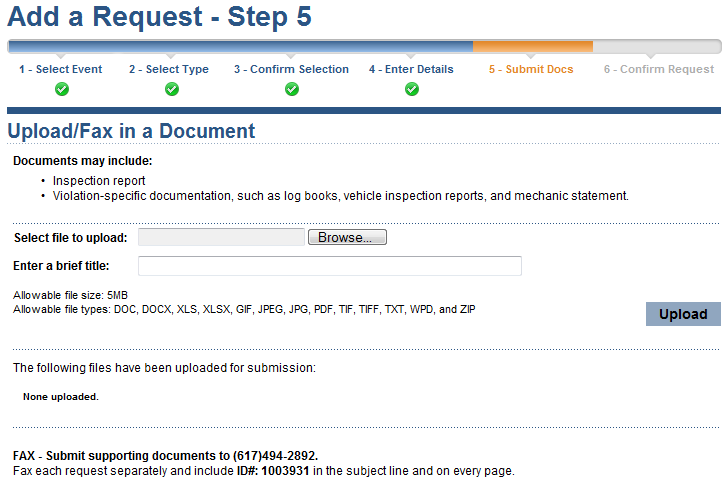 Add a Request - Step 5
1 - Select Event 2 - Select Type 3 - Confirm Selection 4 - Enter Details 5 - Submit Docs 6 - Confirm Request
Upload/Fax in a Document
Documents may include:
• Inspection report
• Violation-specific documentation, such as log books, vehicle inspection reports, and mechanic statement.
Select file to upload: Browse...
Enter a brief title:
Allowable file size: 5MB
Allowable file types: DOC, DOCX, XLS, XLSX, GIF, JPEG, JPG, PDF, TIF, TIFF, TXT, WPD, and ZIP
Upload
The following files have been uploaded for submission:
None uploaded.
FAX - Submit supporting documents to (617)494-2892.
Fax each request separately and include ID#: 1003931 in the subject line and on every page.